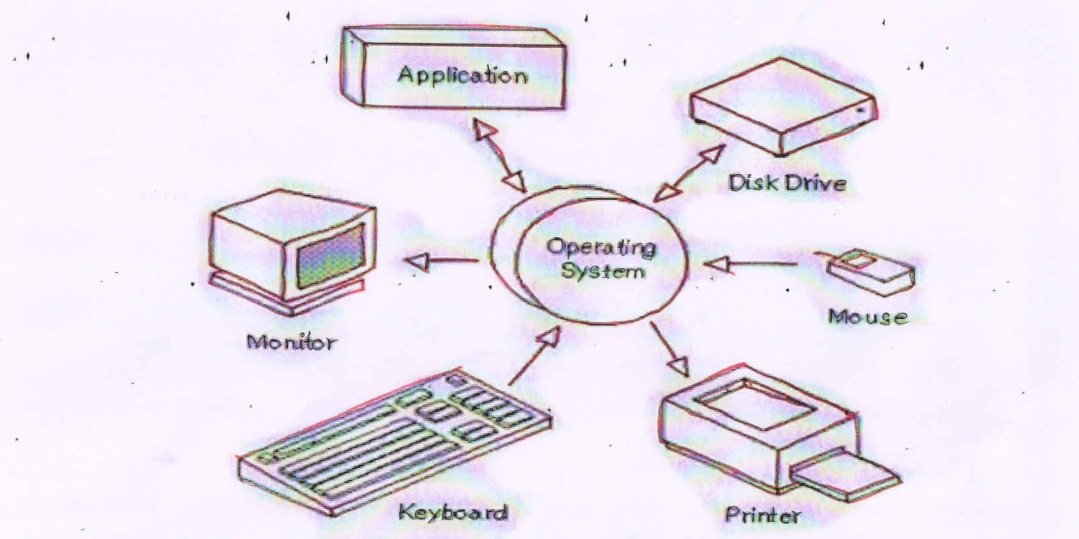 Application
Disk Drive
Operating
System
Mouse
Monitor
Keyboard
Printer